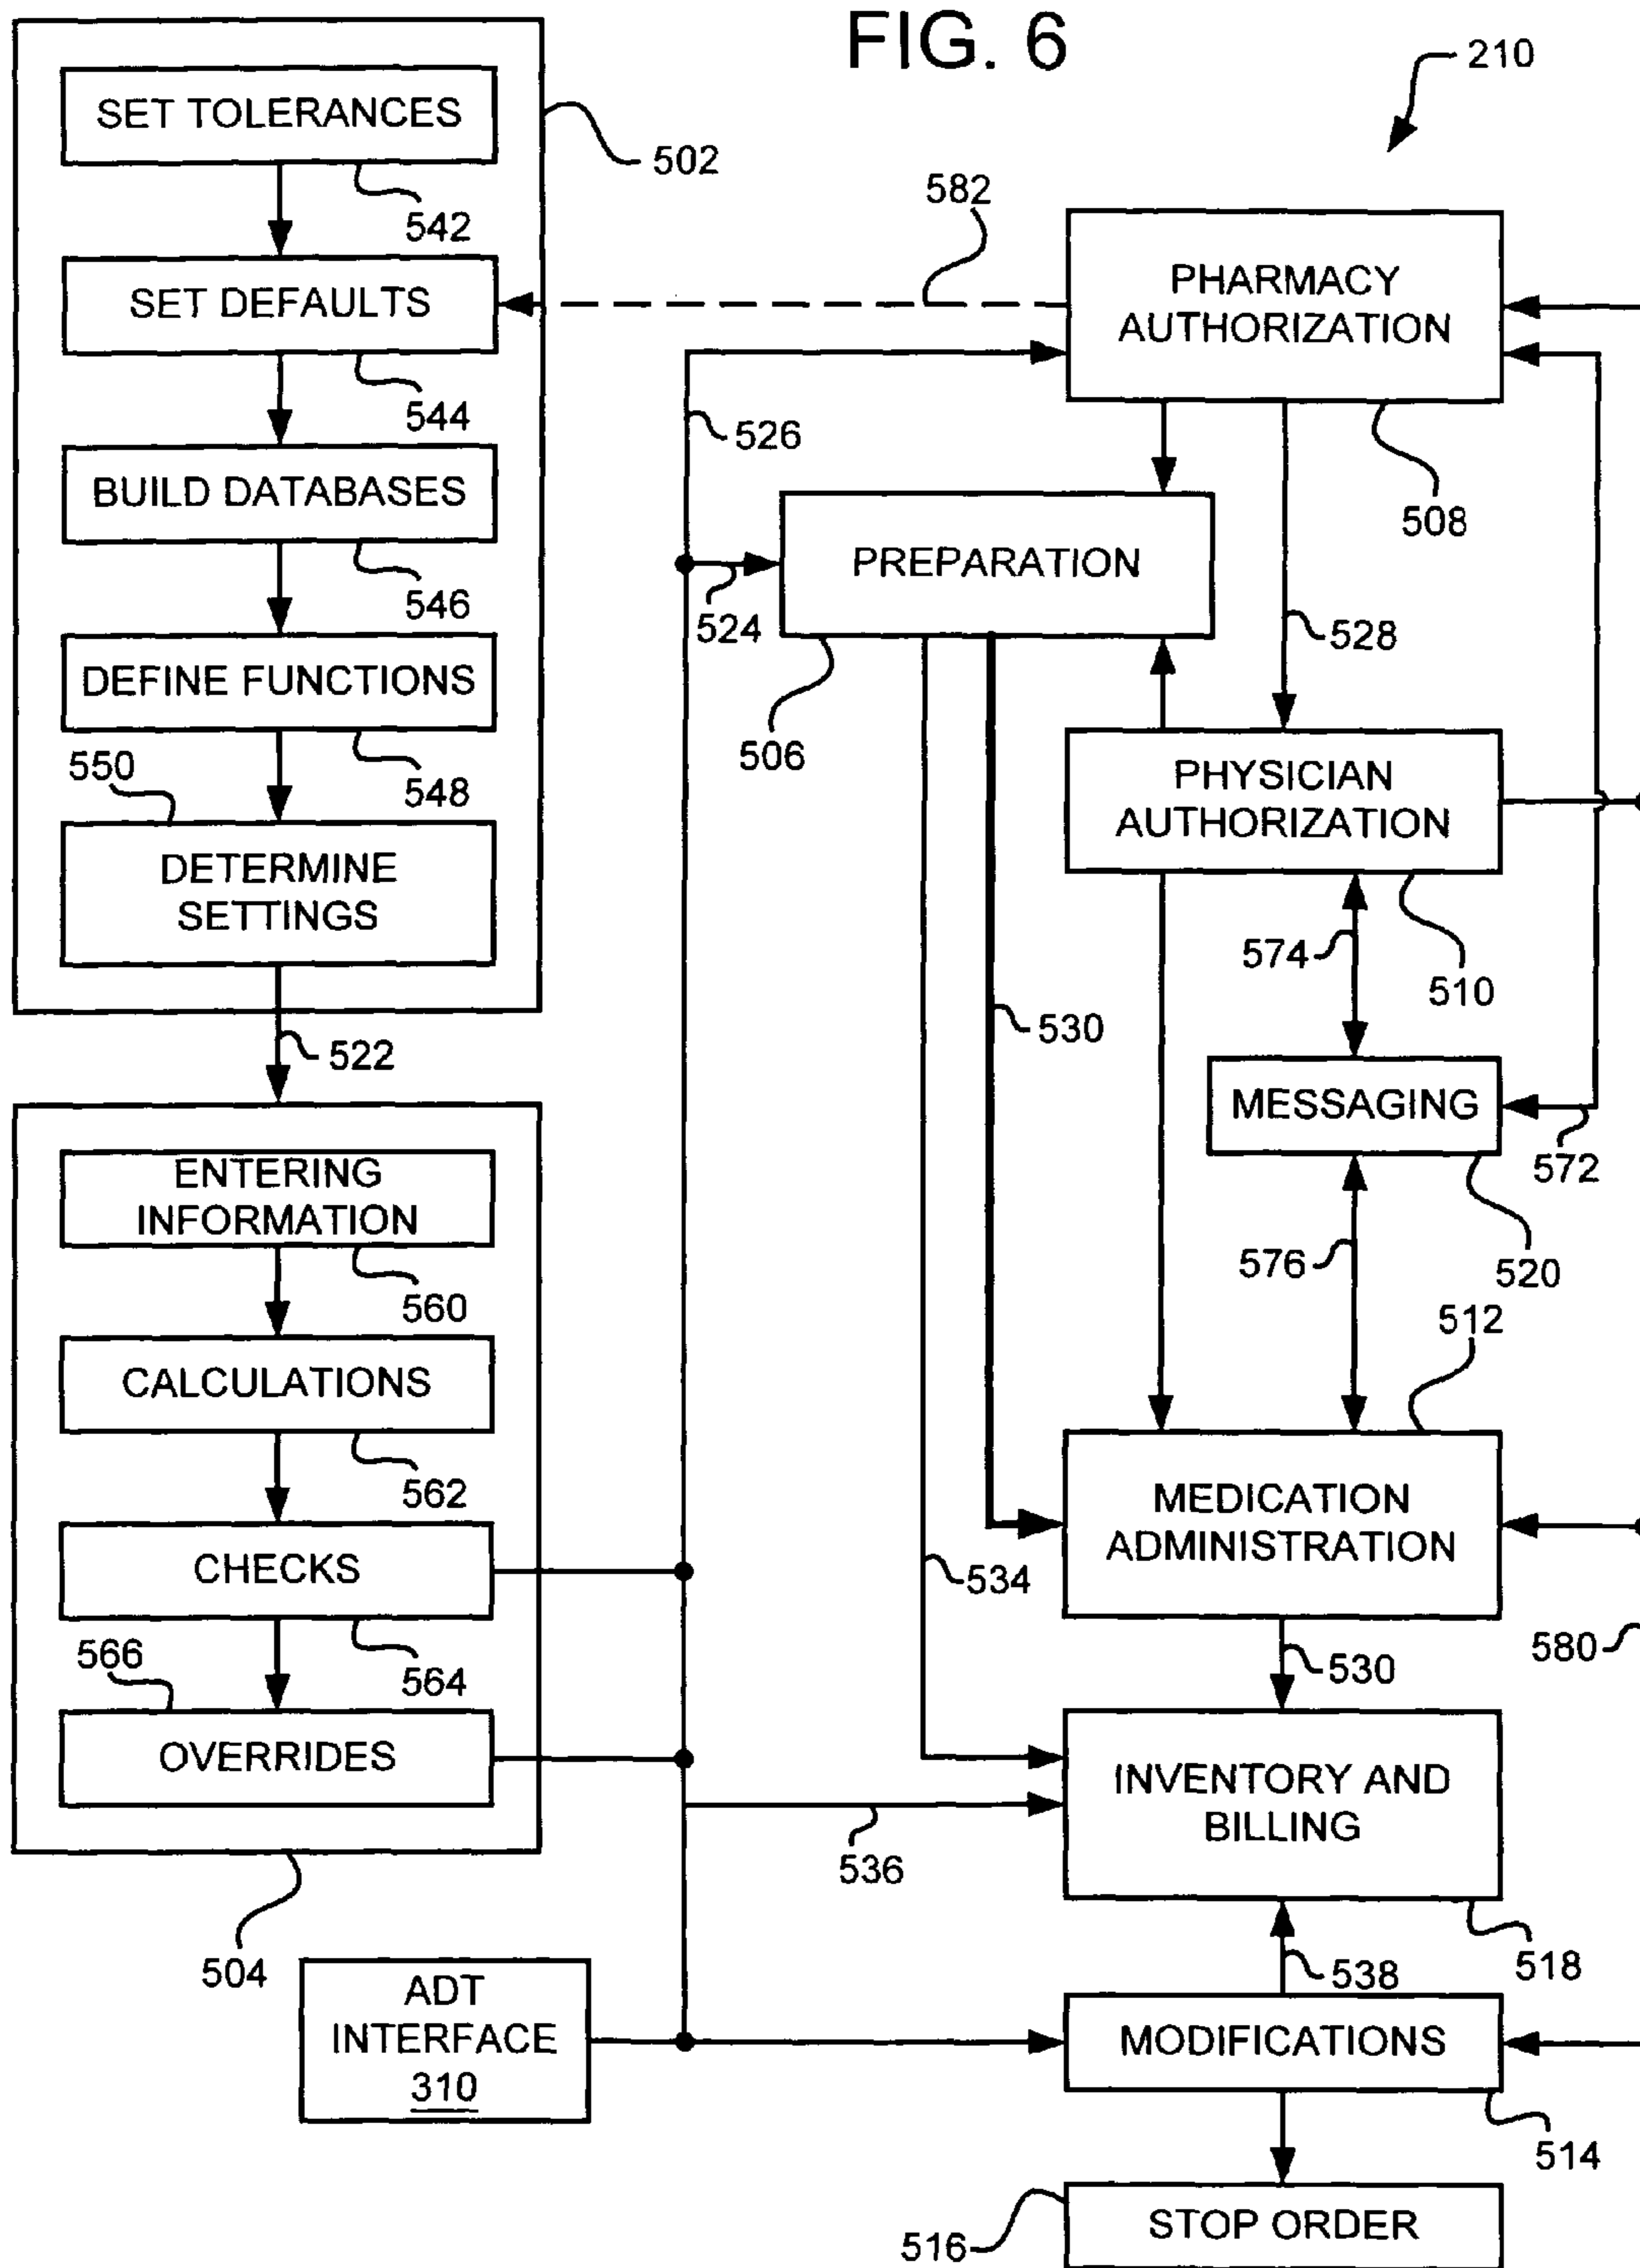 FIG. 6
210
SET TOLERANCES
502
542
582
SET DEFAULTS
PHARMACY
AUTHORIZATION
544
526
508
BUILD DATABASES
546
PREPARATION
524
528
506
DEFINE FUNCTIONS
548
550
PHYSICIAN
AUTHORIZATION
DETERMINE
SETTINGS
574
510
530
522
MESSAGING
572
ENTERING
INFORMATION
560
576
520
512
CALCULATIONS
562
MEDICATION
ADMINISTRATION
CHECKS
534
564
566
530
580
OVERRIDES
INVENTORY AND
BILLING
536
504
518
538
ADT
INTERFACE
310
MODIFICATIONS
514
STOP ORDER
516